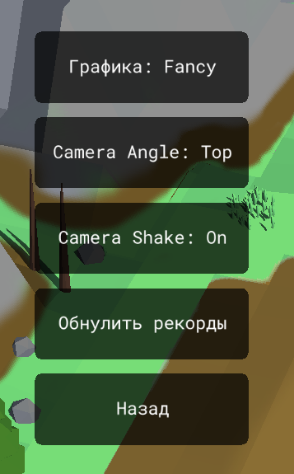 Графика: Fancy
Camera Angle: Top
Camera Shake: On
Обнулить рекорды
Назад